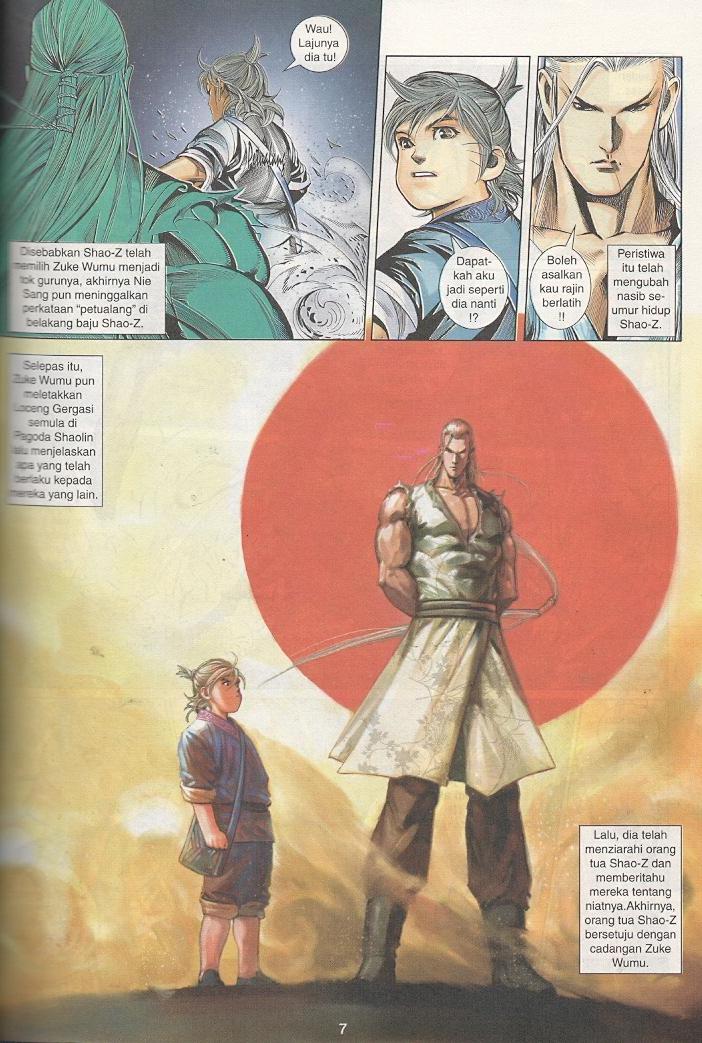 Wau!
Lajunya
dia tu!
Disebabkan Shao-Z telah
memilih Zuke Wumu menjadi
tok gurunya, akhirnya Nie
Sang pun meninggalkan
perkataan "petualang" di
belakang baju Shao-Z.
Dapat-
kah aku
jadi seperti
dia nanti
!?
Boleh
asalkan
kau rajin
berlatih
!!
Peristiwa
itu telah
mengubah
nasib se-
umur hidup
Shao-Z.
Selepas itu,
Zuke Wumu pun
meletakkan
Loceng Gergasi
semula di
Pagoda Shaolin
lalu menjelaskan
apa yang telah
berlaku kepada
mereka yang lain.
Lalu, dia telah
menziarahi orang
tua Shao-Z dan
memberitahu
mereka tentang
niatnya.Akhirnya,
orang tua Shao-Z
bersetuju dengan
cadangan Zuke
Wumu.
7